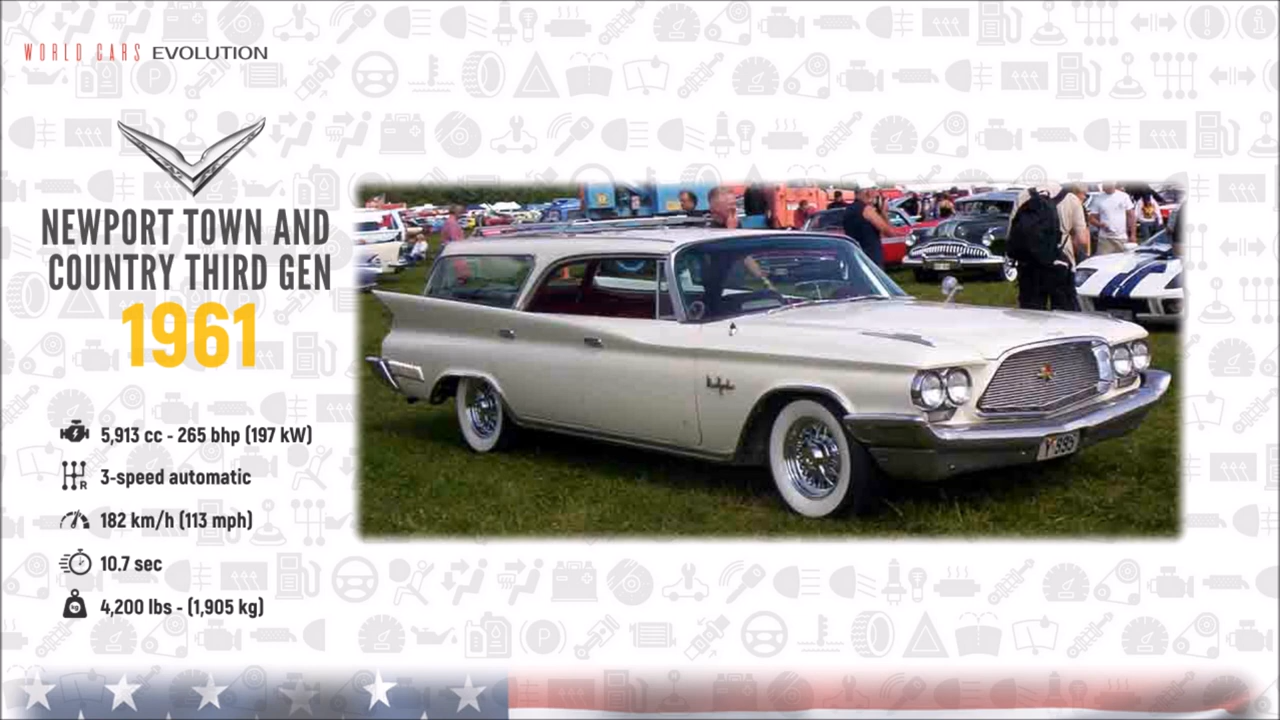 WORLD CARS EVOLUTION
NEWPORT TOWN AND
COUNTRY THIRD GEN
1961
5,913 cc - 265 bhp (197 kW)
R
3-speed automatic
182 km/h (113 mph)
10.7 sec
KG
4,200 lbs - (1,905 kg)